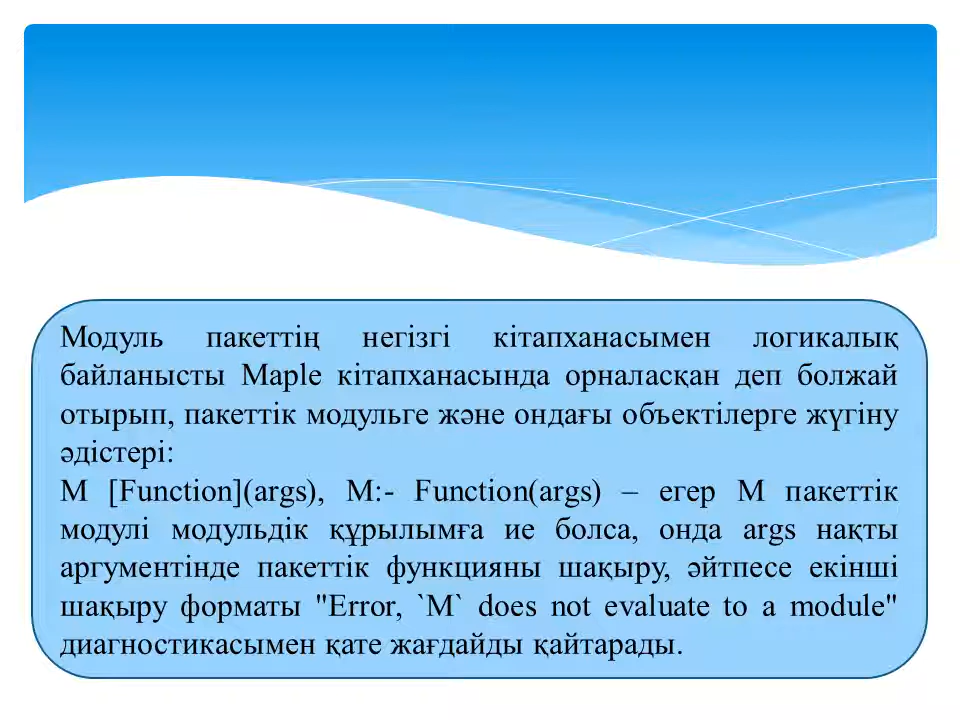 Модуль пакеттің негізгі кітапханасымен логикалық
байланысты Maple кітапханасында орналасқан деп болжай
отырып, пакеттік модульге және ондағы объектілерге жүгіну
әдістері:
M [Function](args), M:- Function(args) – егер M пакеттік
модулі модульдік құрылымға ие болса, онда args нақты
аргументінде пакеттік функцияны шақыру, әйтпесе екінші
шақыру форматы "Error, `M` does not evaluate to a module"
диагностикасымен қате жағдайды қайтарады.